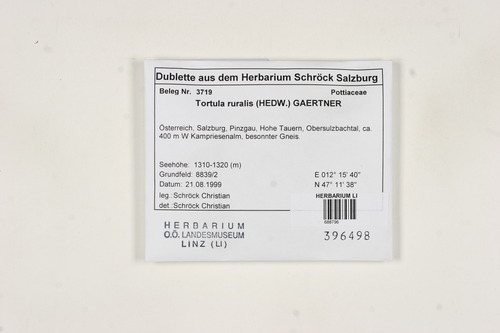 Dublette aus dem Herbarium Schröck Salzburg
Beleg Nr. 3719 Pottiaceae
Tortula ruralis (HEDW.) GAERTNER
Österreich, Salzburg, Pinzgau, Hohe Tauern, Obersulzbachtal, ca.
400 m W Kampriesenalm, besonnter Gneis.
Seehöhe: 1310-1320 (m)
Grundfeld: 8839/2 E 012° 15' 40"
Datum: 21.08.1999 N 47° 11' 38"
leg.: Schröck Christian HERBARIUM LI
det.: Schröck Christian
HERBARIUM
O.Ö. LANDESMUSEUM
LINZ (LI)
396498